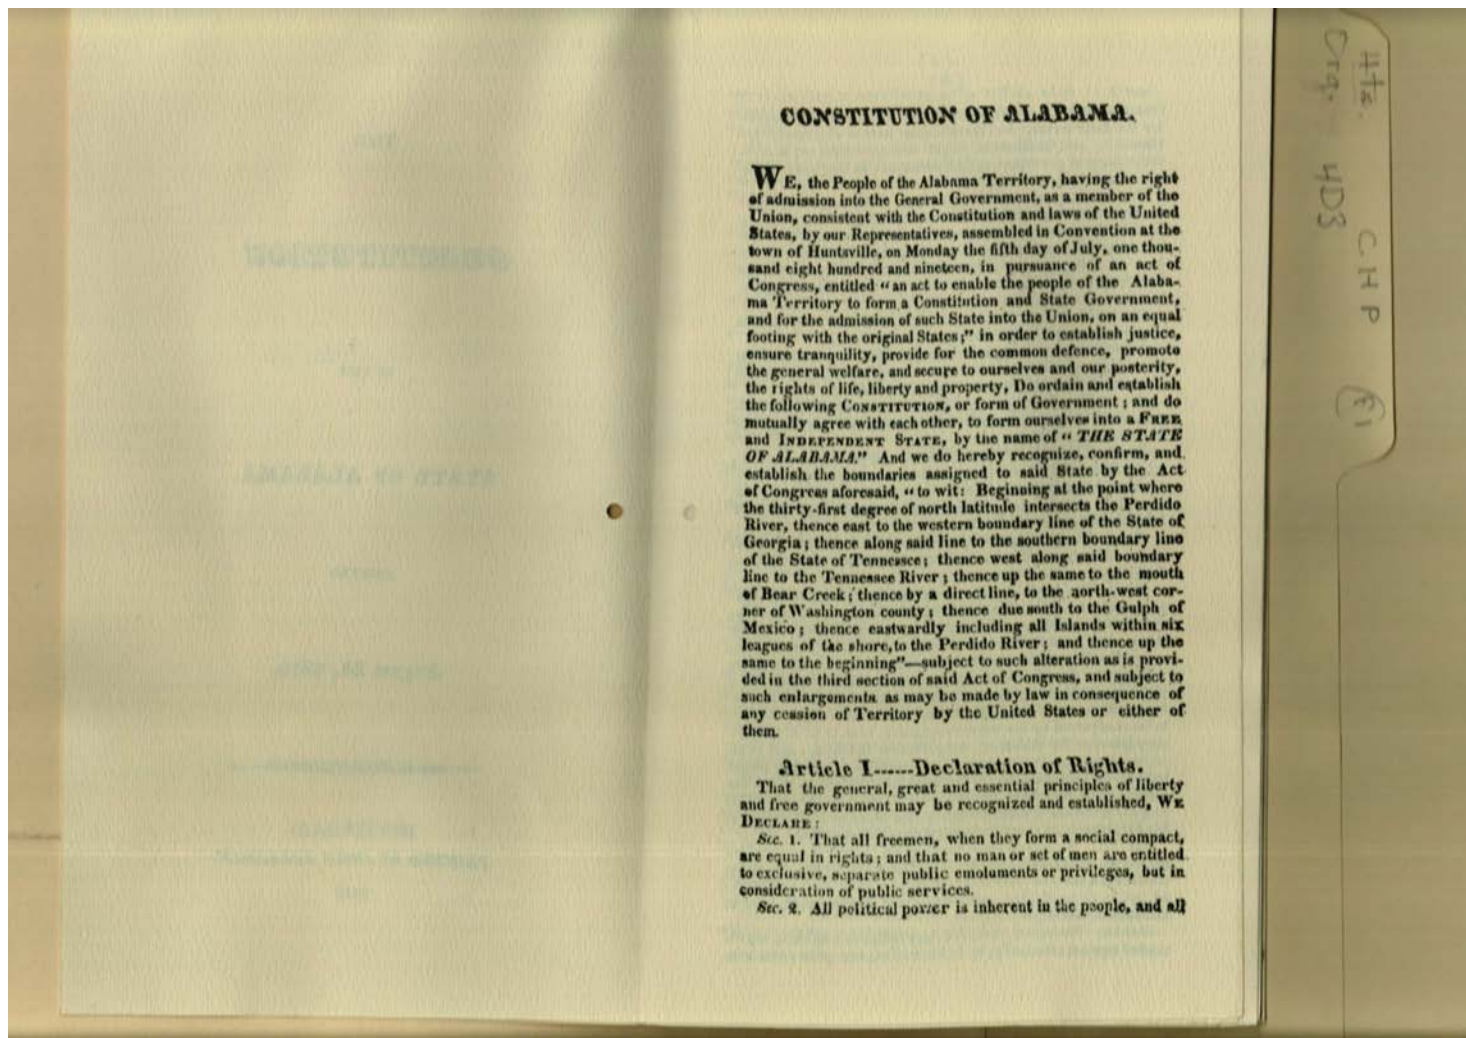 CONSTITUTION OF ALABAMA.
WE, the People of the Alabama Territory, having the right
of admission into the General Government, as a member of the
Union, consistent with the Constitution and laws of the United
States, by our Representatives, assembled in Convention at the
town of Huntsville, on Monday the fifth day of July, one thou-
sand eight hundred and nineteen, in pursuance of an act of
Congress, entitled "an act to enable the people of the Alaba-
ma Territory to form a Constitution and State Government,
and for the admission of such State into the Union, on an equal
footing with the original States;" in order to establish justice,
ensure tranquility, provide for the common defence, promote
the general welfare, and secure to ourselves and our posterity,
the rights of life, liberty and property, Do ordain and establish
the following CONSTITUTION, or form of Government; and do
mutually agree with each other, to form ourselves into a FREE
and INDEPENDENT STATE, by the name of "THE STATE
OF ALABAMA." And we do hereby recognize, confirm, and
establish the boundaries assigned to said State by the Act
of Congress aforesaid, "to wit: Beginning at the point where
the thirty-first degree of north latitude intersects the Perdido
River, thence east to the western boundary line of the State of
Georgia; thence along said line to the southern boundary line
of the State of Tennessee; thence west along said boundary
line to the Tennessee River; thence up the same to the mouth
of Bear Creek; thence by a direct line, to the north-west cor-
ner of Washington county; thence due south to the Gulph of
Mexico; thence eastwardly including all Islands within six
leagues of the shore, to the Perdido River; and thence up the
same to the beginning"—subject to such alteration as is provi-
ded in the third section of said Act of Congress, and subject to
such enlargements as may be made by law in consequence of
any cession of Territory by the United States or either of
them.
Article I------Declaration of Rights.
That the general, great and essential principles of liberty
and free government may be recognized and established, WE
DECLARE:
Sec. 1. That all freemen, when they form a social compact,
are equal in rights; and that no man or set of men are entitled
to exclusive, separate public emoluments or privileges, but in
consideration of public services.
Sec. 2. All political power is inherent in the people, and all
CHP
4D3